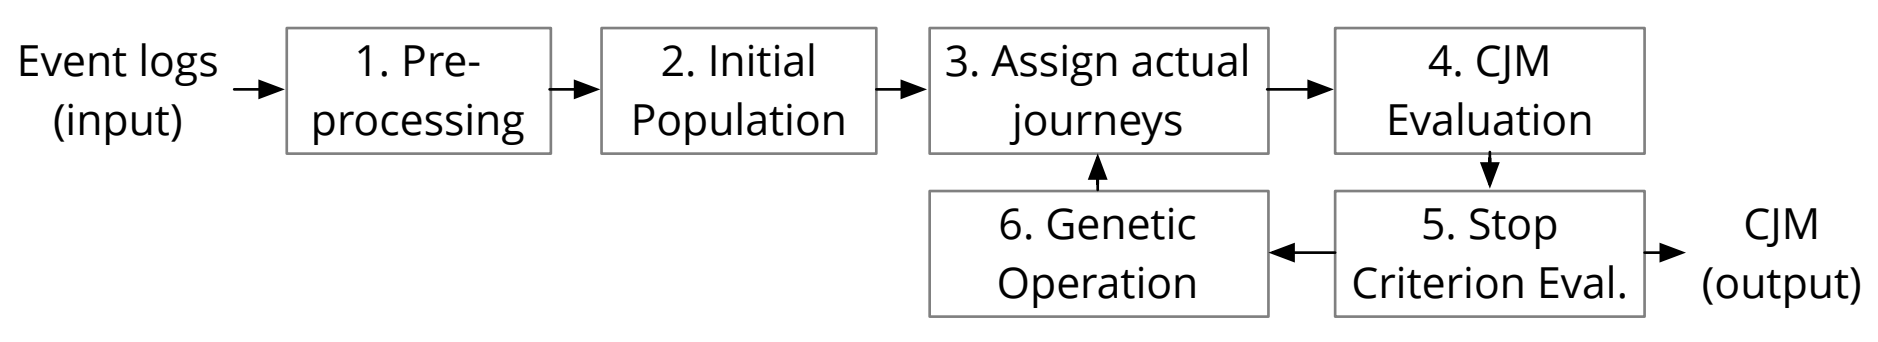 Event logs
(input)
1. Pre-
processing
2. Initial
Population
3. Assign actual
journeys
4. CJM
Evaluation
5. Stop
Criterion Eval.
6. Genetic
Operation
CJM
(output)